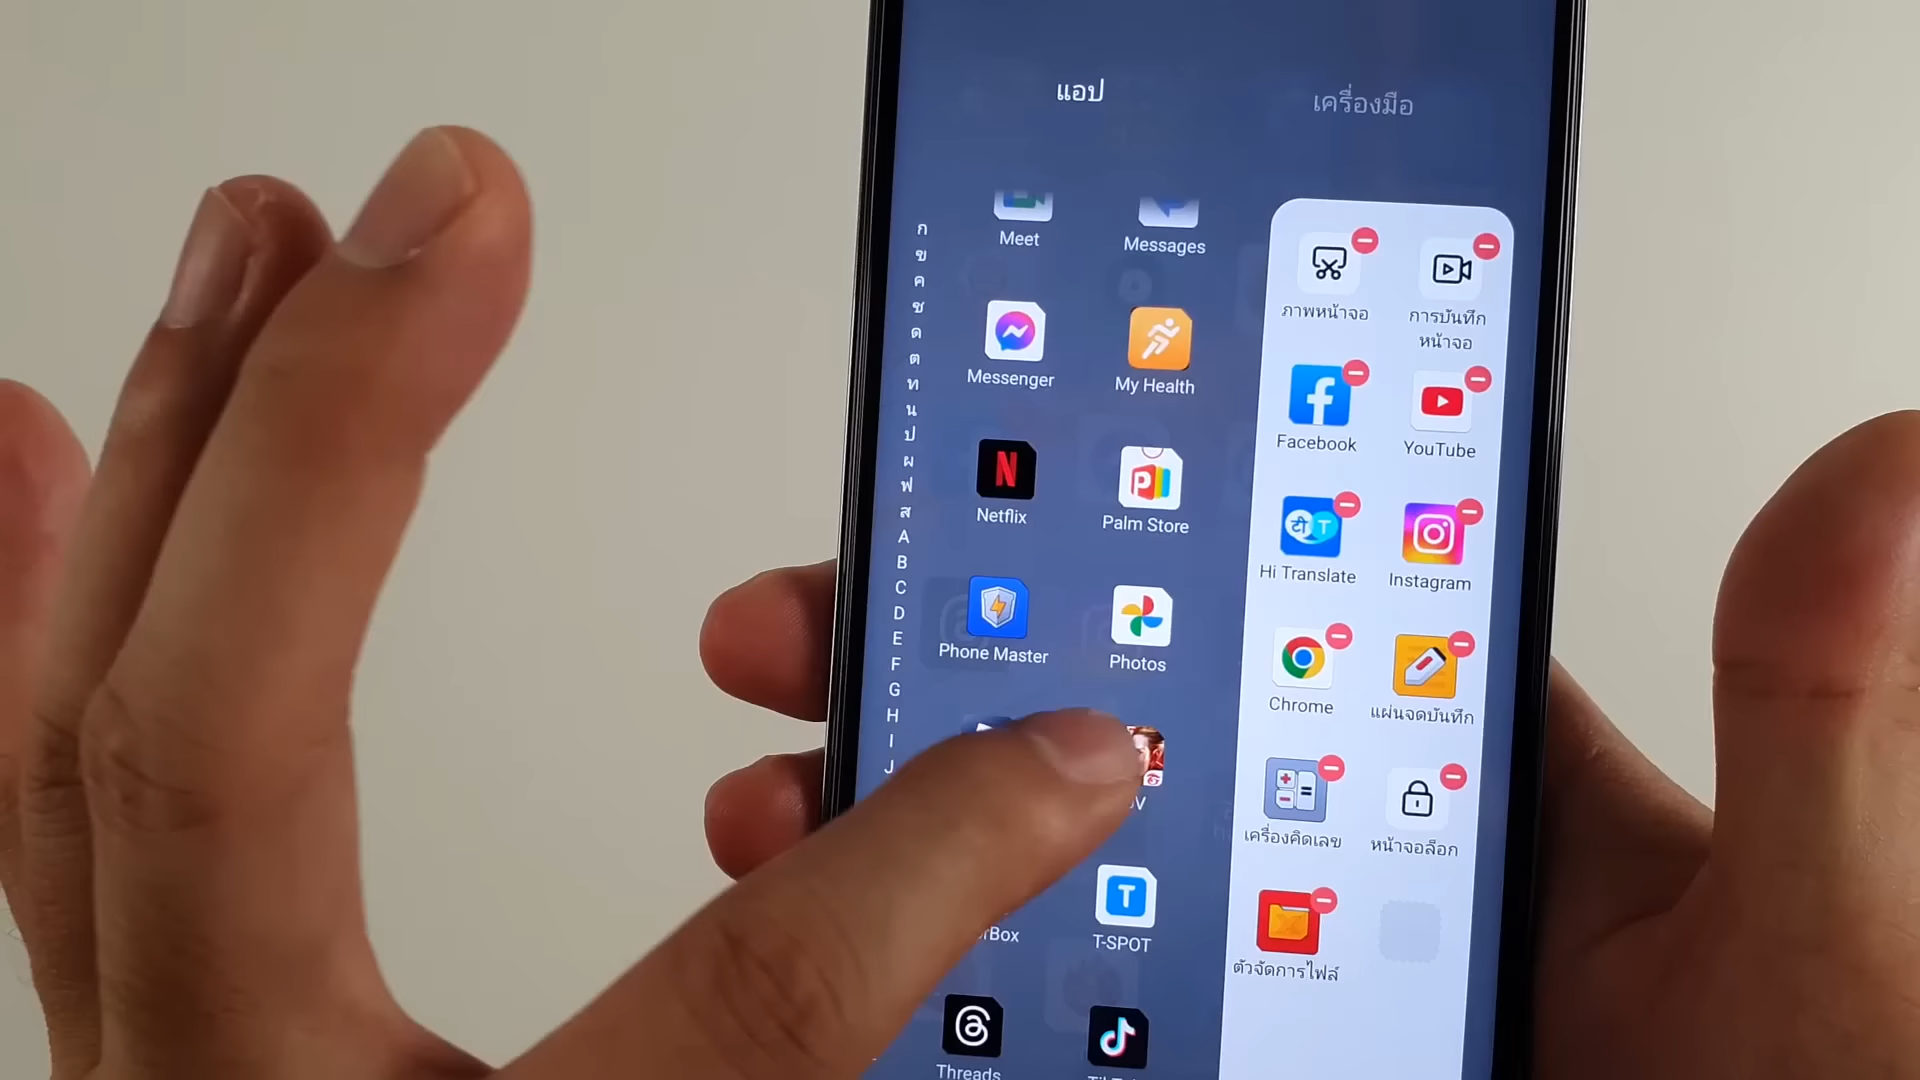 แอป
เครื่องมือ
Meet
Messages
Messenger
My Health
Netflix
Palm Store
Phone Master
Photos
T-SPOT
Threads
ก
ข
ค
ช
ด
ต
ท
น
ป
ผ
ฟ
ส
A
B
C
D
E
F
G
H
I
J
ภาพหน้าจอ
การบันทึก
หน้าจอ
Facebook
YouTube
Hi Translate
Instagram
Chrome
แผ่นจดบันทึก
เครื่องคิดเลข
หน้าจอล็อก
ตัวจัดการไฟล์